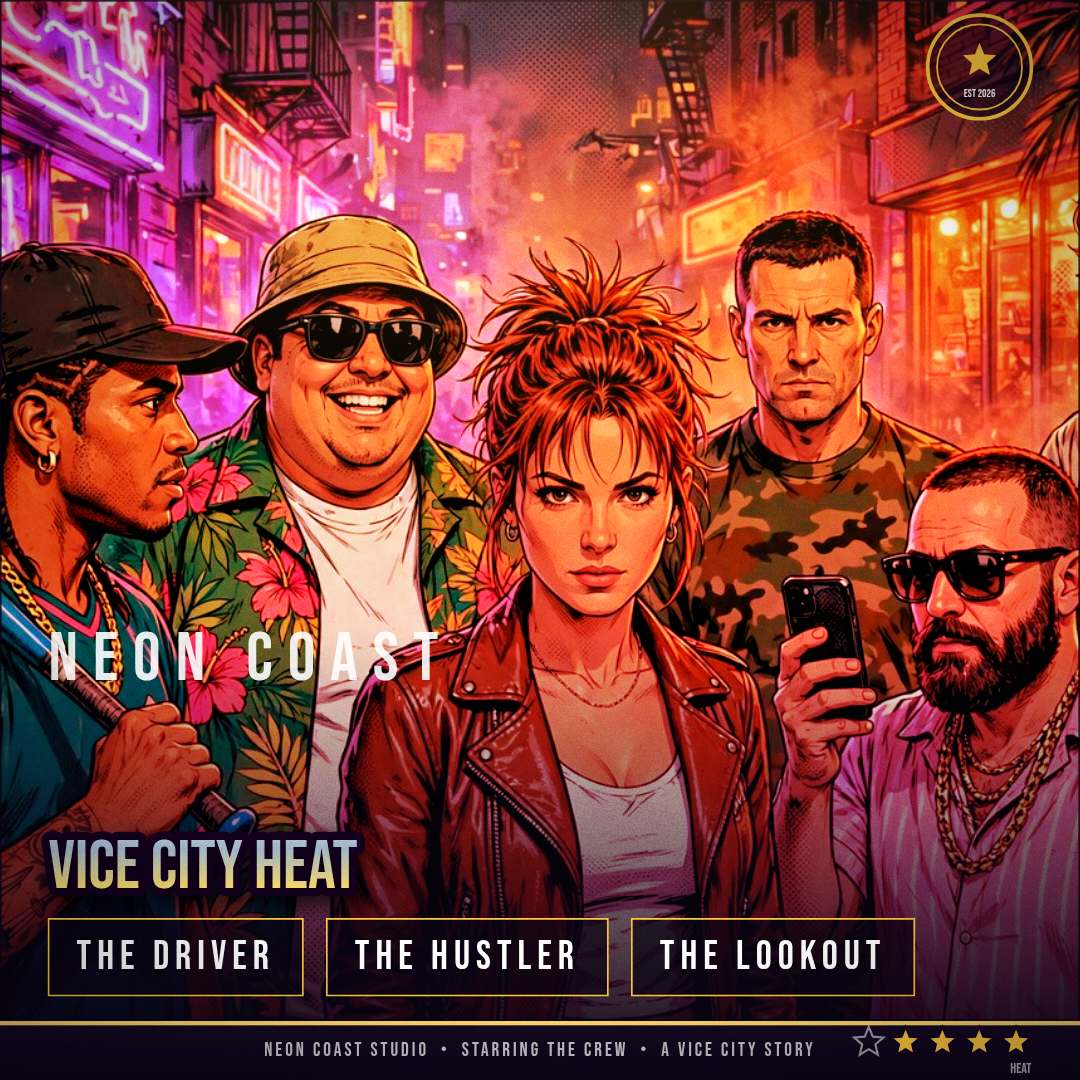 EST 2026
NEON COAST
VICE CITY HEAT
THE DRIVER
THE HUSTLER
THE LOOKOUT
NEON COAST STUDIO • STARRING THE CREW • A VICE CITY STORY
HEAT